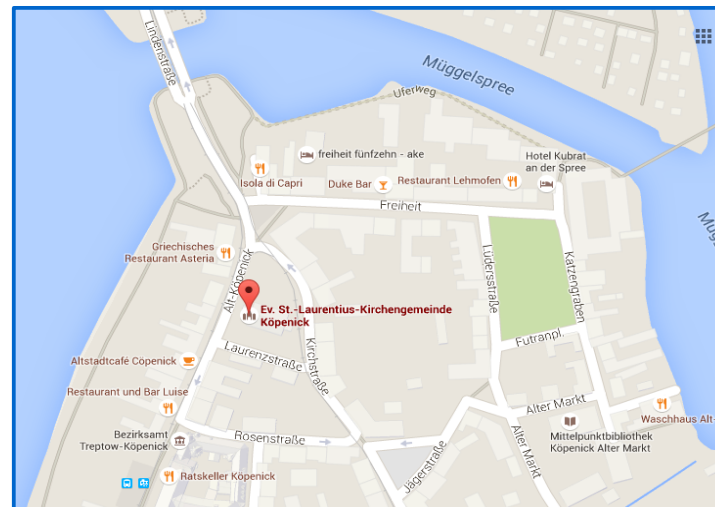 Lindenstraße
Müggelspree
Uferweg
freiheit fünfzehn - ake
Hotel Kubrat
an der Spree
Isola di Capri
Duke Bar
Restaurant Lehmofen
Freiheit
Griechisches
Restaurant Asteria
Alt-Köpenick
Lüdersstraße
Katzengraben
Ev. St.-Laurentius-Kirchengemeinde
Köpenick
Kirchstraße
Laurenzstraße
Futranpl.
Altstadtcafé Cöpenick
Restaurant und Bar Luise
Alter Markt
Waschhaus Alt-
Bezirksamt
Treptow-Köpenick
Rosenstraße
Mittelpunktbibliothek
Köpenick Alter Markt
Alter Markt
Jägerstraße
Ratskeller Köpenick